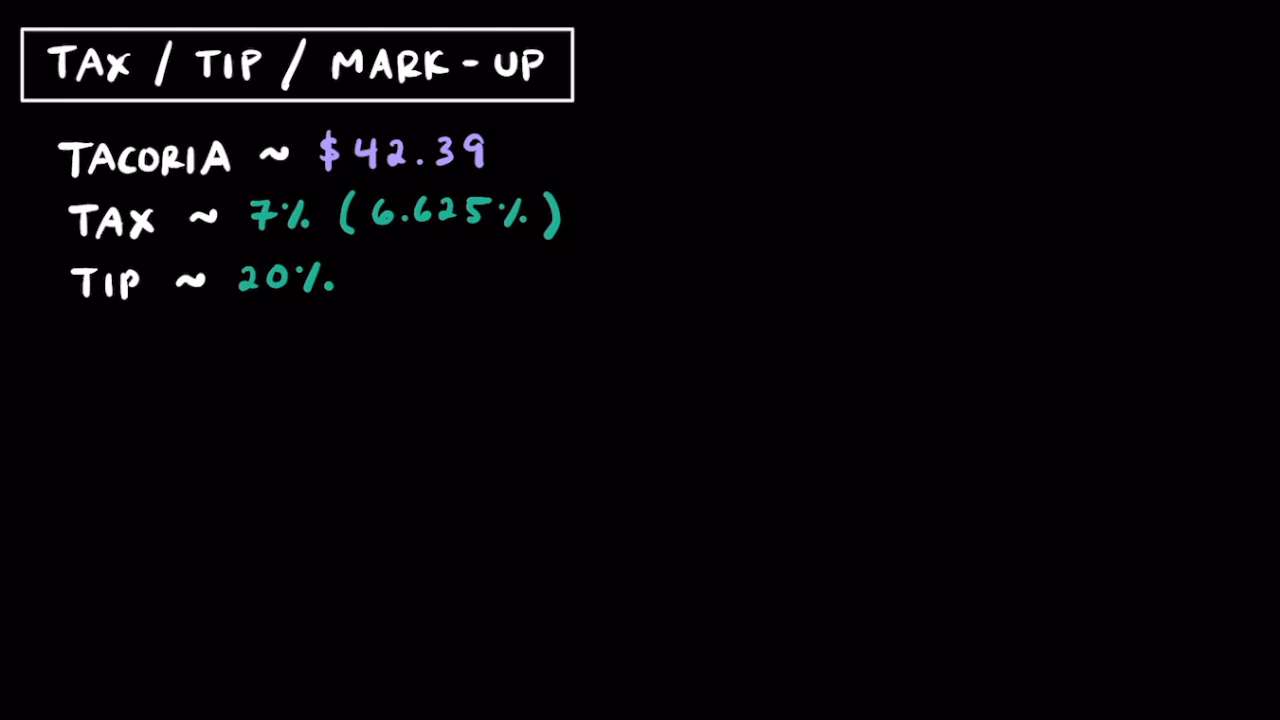 TAX / TIP / MARK-UP
TACORIA ~ $42.39
TAX ~ 7% (6.625%)
TIP ~ 20%